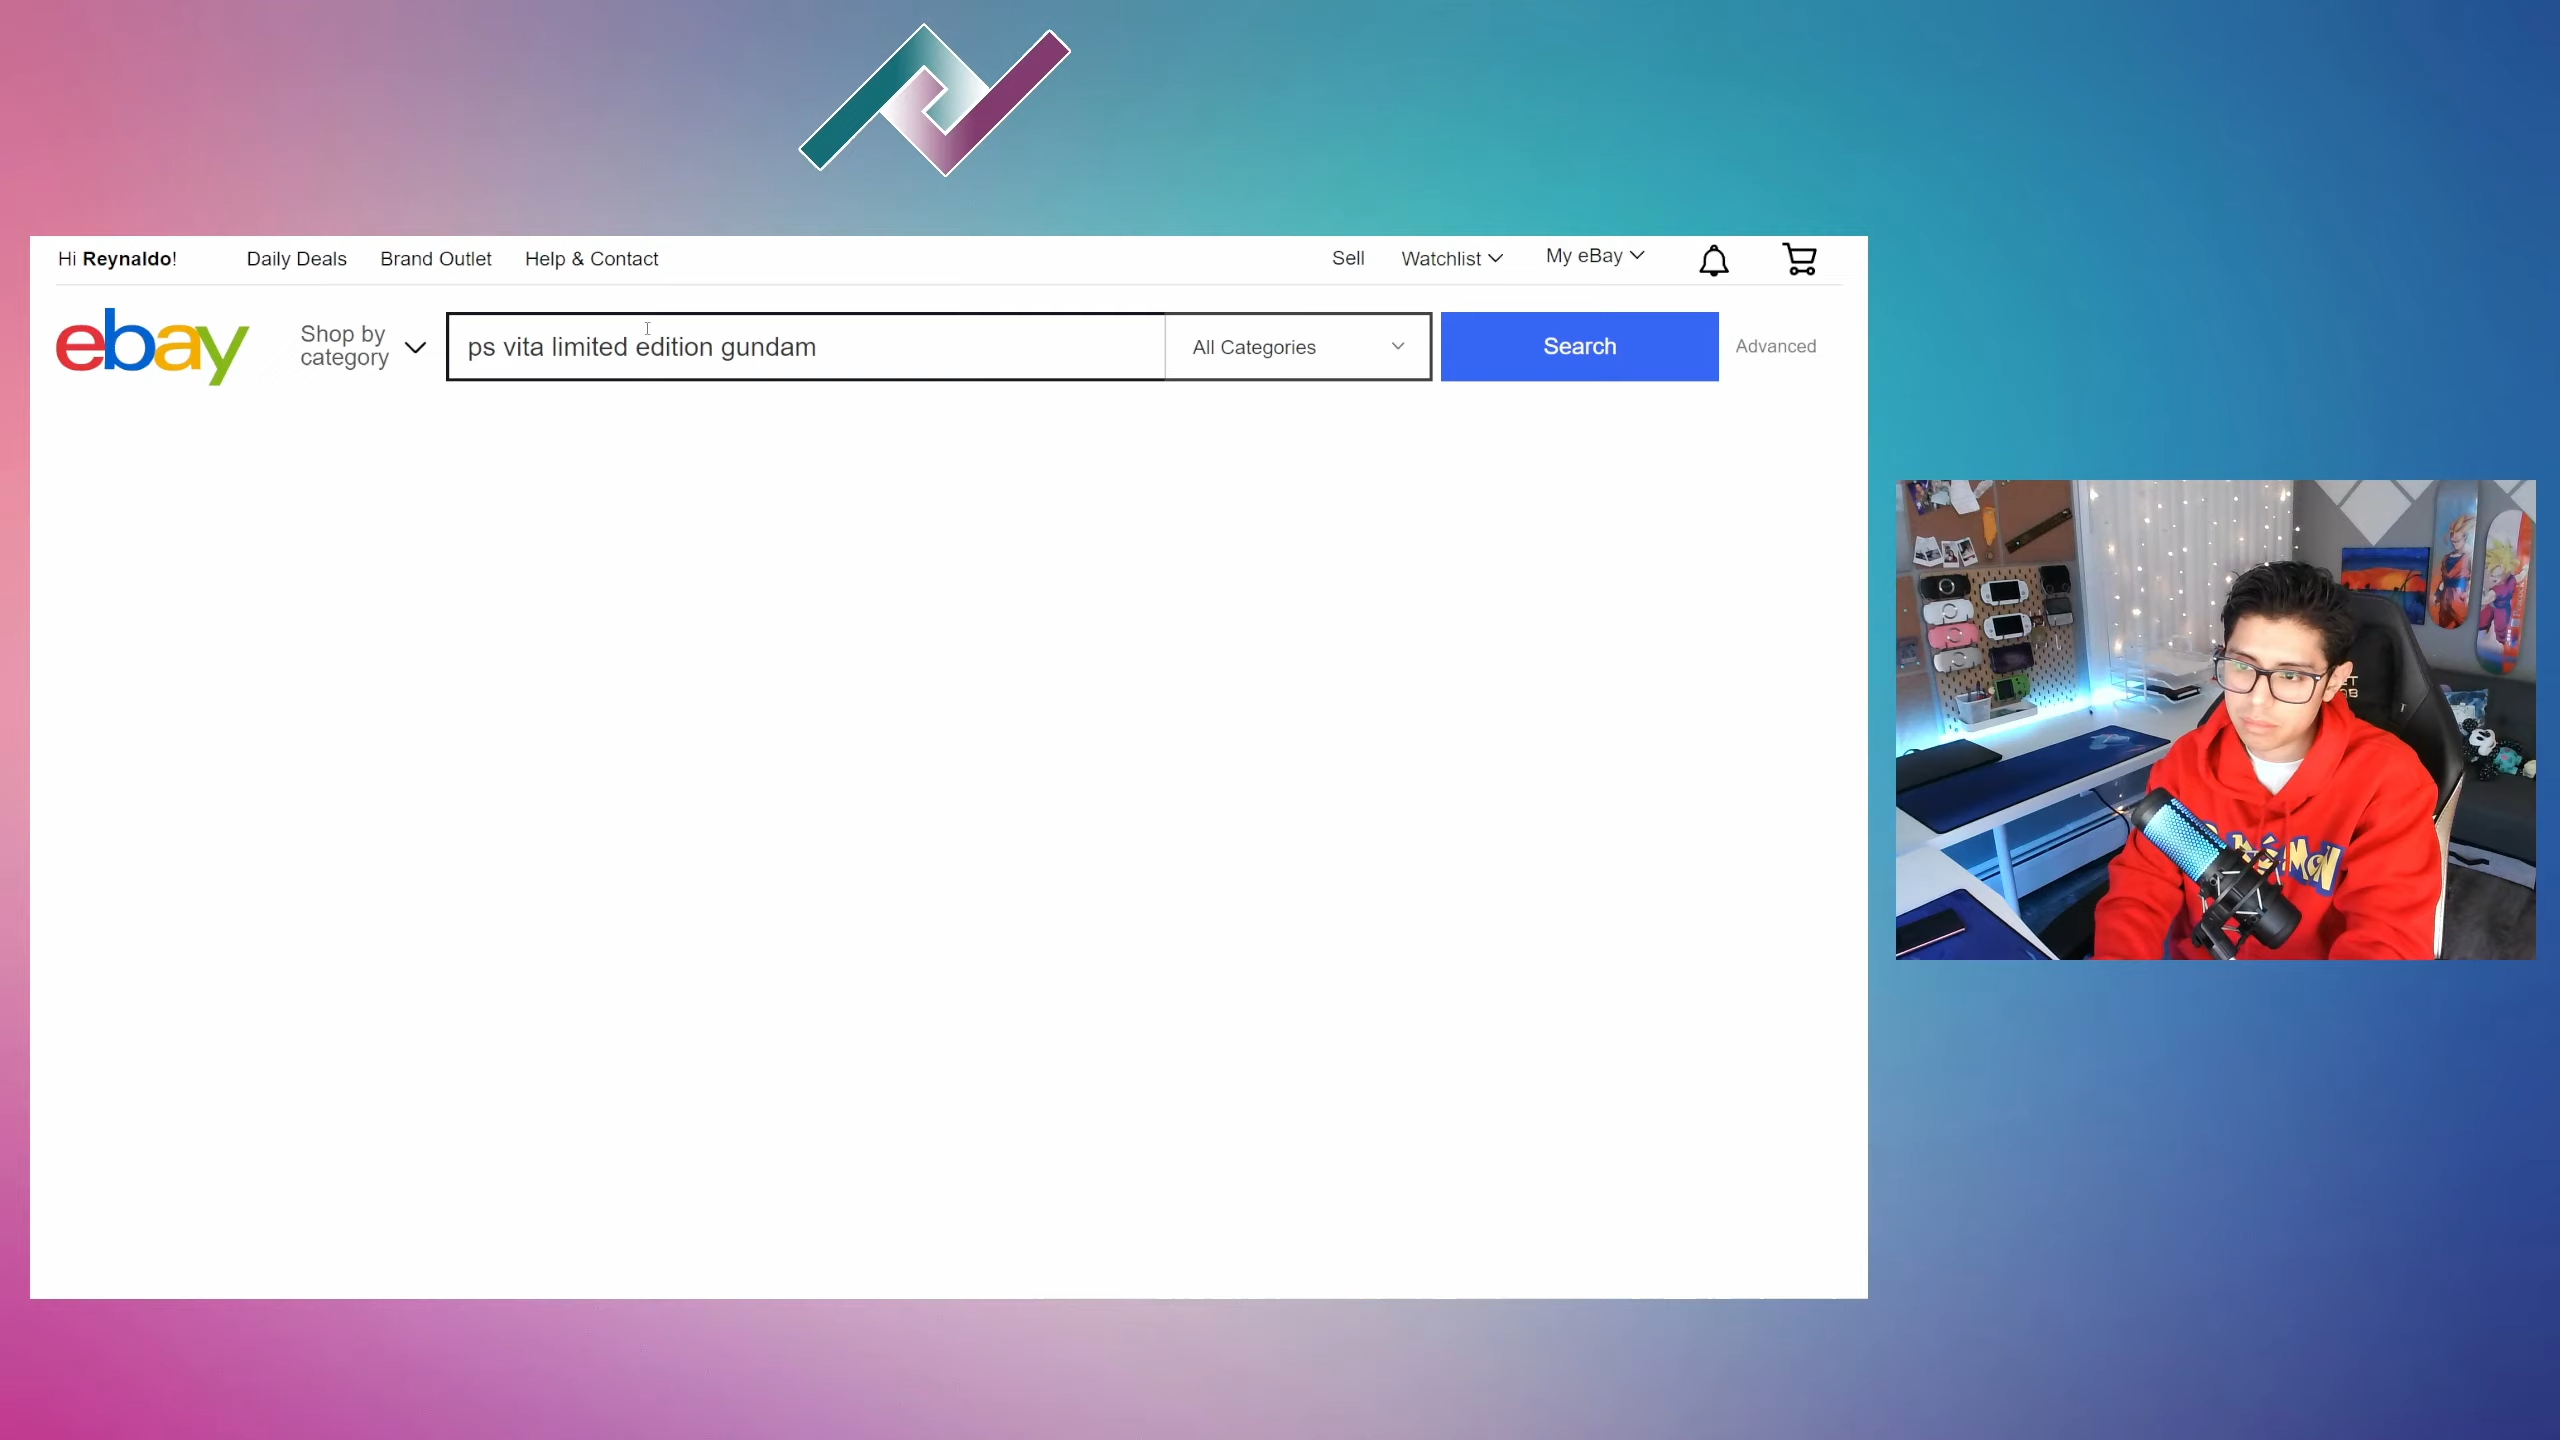 Hi Reynaldo!
Daily Deals
Brand Outlet
Help & Contact
Sell
Watchlist
My eBay
ebay
Shop by
category
ps vita limited edition gundam
All Categories
Search
Advanced